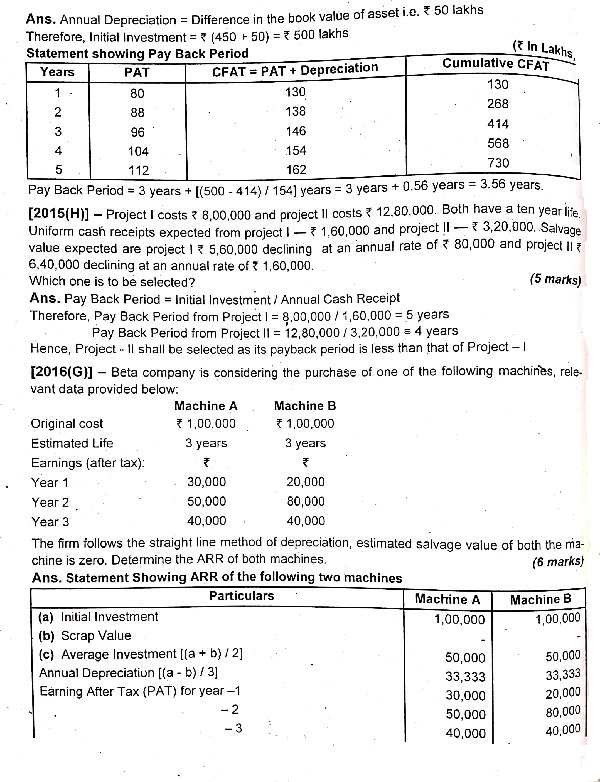 Ans. Annual Depreciation = Difference in the book value of asset i.e. ₹ 50 lakhs
Therefore, Initial Investment = ₹ (450 + 50) = ₹ 500 lakhs
Statement showing Pay Back Period (₹ In Lakhs)
Years PAT CFAT = PAT + Depreciation Cumulative CFAT
1 80 130 130
2 88 138 268
3 96 146 414
4 104 154 568
5 112 162 730
Pay Back Period = 3 years + [(500 - 414) / 154] years = 3 years + 0.56 years = 3.56 years.
[2015(H)] – Project I costs ₹ 8,00,000 and project II costs ₹ 12,80,000. Both have a ten year life.
Uniform cash receipts expected from project I — ₹ 1,60,000 and project II — ₹ 3,20,000. Salvage
value expected are project I ₹ 5,60,000 declining at an annual rate of ₹ 80,000 and project II ₹
6,40,000 declining at an annual rate of ₹ 1,60,000.
Which one is to be selected? (5 marks)
Ans. Pay Back Period = Initial Investment / Annual Cash Receipt
Therefore, Pay Back Period from Project I = 8,00,000 / 1,60,000 = 5 years
Pay Back Period from Project II = 12,80,000 / 3,20,000 = 4 years
Hence, Project - II shall be selected as its payback period is less than that of Project – I
[2016(G)] – Beta company is considering the purchase of one of the following machines, rele-
vant data provided below:
Machine A Machine B
Original cost ₹ 1,00,000 ₹ 1,00,000
Estimated Life 3 years 3 years
Earnings (after tax): ₹ ₹
Year 1 30,000 20,000
Year 2 50,000 80,000
Year 3 40,000 40,000
The firm follows the straight line method of depreciation, estimated salvage value of both the ma-
chine is zero. Determine the ARR of both machines. (6 marks)
Ans. Statement Showing ARR of the following two machines
Particulars Machine A Machine B
(a) Initial Investment 1,00,000 1,00,000
(b) Scrap Value - -
(c) Average Investment [(a + b) / 2] 50,000 50,000
Annual Depreciation [(a - b) / 3] 33,333 33,333
Earning After Tax (PAT) for year –1 30,000 20,000
– 2 50,000 80,000
– 3 40,000 40,000